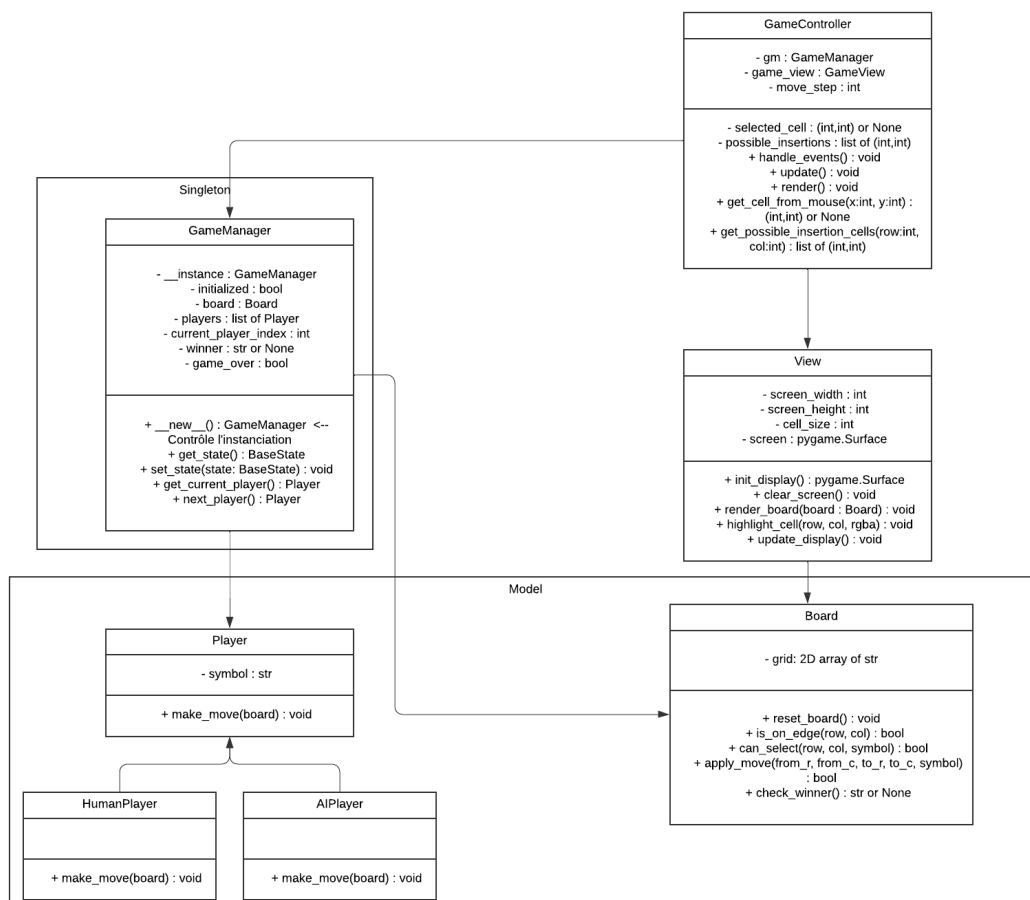 GameController
- gm : GameManager
- game_view : GameView
- move_step : int
- selected_cell : (int,int) or None
- possible_insertions : list of (int,int)
+ handle_events() : void
+ update() : void
+ render() : void
+ get_cell_from_mouse(x:int, y:int) :
(int,int) or None
+ get_possible_insertion_cells(row:int,
col:int) : list of (int,int)
Singleton
GameManager
- __instance : GameManager
- initialized : bool
- board : Board
- players : list of Player
- current_player_index : int
- winner : str or None
- game_over : bool
+ __new__() : GameManager <--
Contrôle l'instanciation
+ get_state() : BaseState
+ set_state(state: BaseState) : void
+ get_current_player() : Player
+ next_player() : Player
View
- screen_width : int
- screen_height : int
- cell_size : int
- screen : pygame.Surface
+ init_display() : pygame.Surface
+ clear_screen() : void
+ render_board(board : Board) : void
+ highlight_cell(row, col, rgba) : void
+ update_display() : void
Model
Player
- symbol : str
+ make_move(board) : void
Board
- grid: 2D array of str
+ reset_board() : void
+ is_on_edge(row, col) : bool
+ can_select(row, col, symbol) : bool
+ apply_move(from_r, from_c, to_r, to_c, symbol)
: bool
+ check_winner() : str or None
HumanPlayer
+ make_move(board) : void
AIPlayer
+ make_move(board) : void